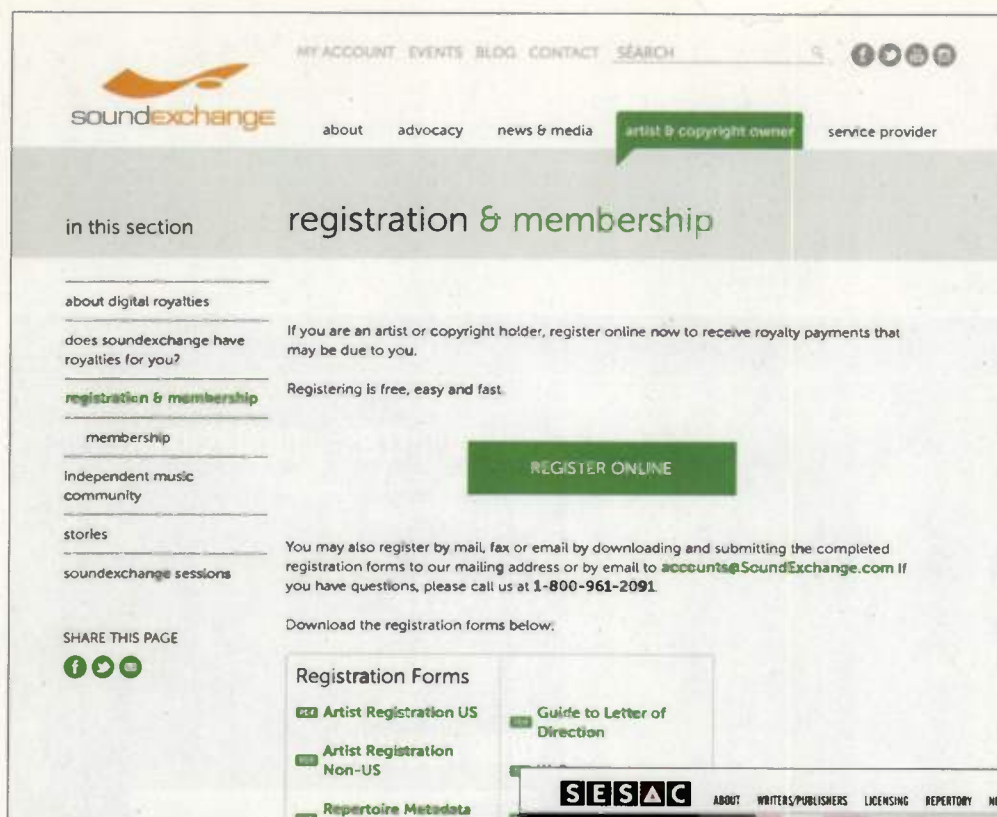 MY ACCOUNT EVENTS BLOG CONTACT SEARCH
soundexchange
about advocacy news & media artist & copyright owner service provider
in this section
registration & membership
about digital royalties
does soundexchange have
royalties for you?
registration & membership
membership
independent music
community
stories
soundexchange sessions
SHARE THIS PAGE
If you are an artist or copyright holder, register online now to receive royalty payments that
may be due to you.
Registering is free, easy and fast.
REGISTER ONLINE
You may also register by mail, fax or email by downloading and submitting the completed
registration forms to our mailing address or by email to accounts@SoundExchange.com If
you have questions, please call us at 1-800-961-2091.
Download the registration forms below:
Registration Forms
Artist Registration US
Artist Registration
Non-US
Repertoire Metadata
Guide to Letter of
Direction
SESAC ABOUT WRITERS/PUBLISHERS LICENSING REPERTORY